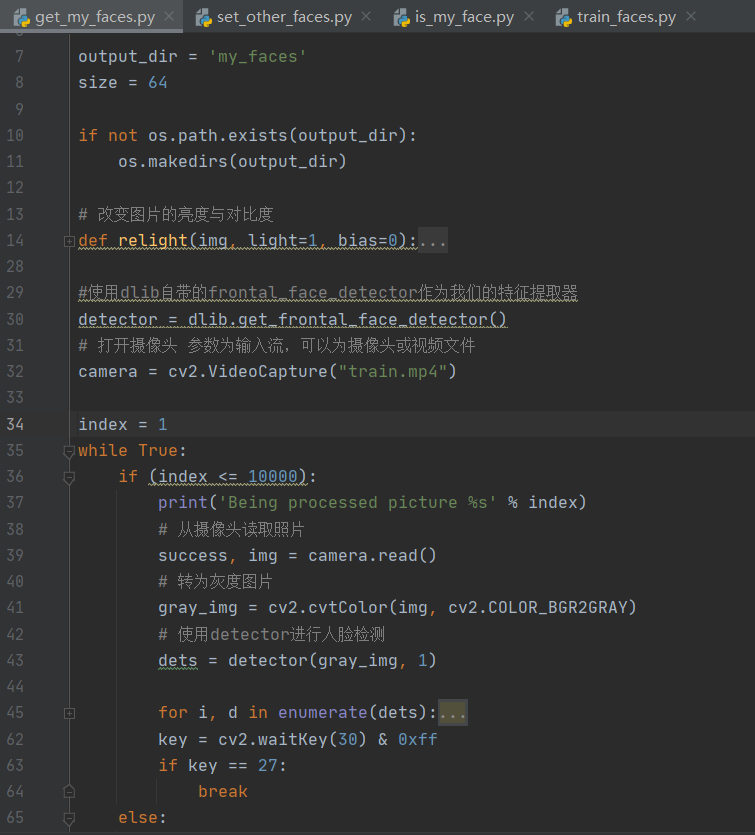 get_my_faces.py set_other_faces.py is_my_face.py train_faces.py
7 output_dir = 'my_faces'
8 size = 64
9
10 if not os.path.exists(output_dir):
11     os.makedirs(output_dir)
12
13 # 改变图片的亮度与对比度
14 def relight(img, light=1, bias=0):...
28
29 #使用dlib自带的frontal_face_detector作为我们的特征提取器
30 detector = dlib.get_frontal_face_detector()
31 # 打开摄像头 参数为输入流，可以为摄像头或视频文件
32 camera = cv2.VideoCapture("train.mp4")
33
34 index = 1
35 while True:
36     if (index <= 10000):
37         print('Being processed picture %s' % index)
38         # 从摄像头读取照片
39         success, img = camera.read()
40         # 转为灰度图片
41         gray_img = cv2.cvtColor(img, cv2.COLOR_BGR2GRAY)
42         # 使用detector进行人脸检测
43         dets = detector(gray_img, 1)
44
45         for i, d in enumerate(dets):...
62         key = cv2.waitKey(30) & 0xff
63         if key == 27:
64             break
65     else: